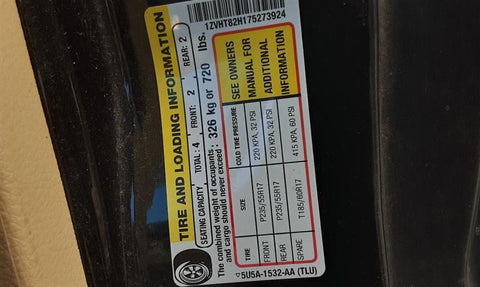 1ZVHT82H175273924
TIRE AND LOADING INFORMATION
SEATING CAPACITY TOTAL: 4 FRONT: 2 REAR: 2
The combined weight of occupants
and cargo should never exceed : 326 kg or 720 lbs.
TIRE SIZE COLD TIRE PRESSURE
FRONT P235/55R17 220 KPA, 32 PSI
REAR P235/55R17 220 KPA, 32 PSI
SPARE T185/60R17 415 KPA, 60 PSI
SEE OWNERS
MANUAL FOR
ADDITIONAL
INFORMATION
5U5A-1532-AA (TLU)